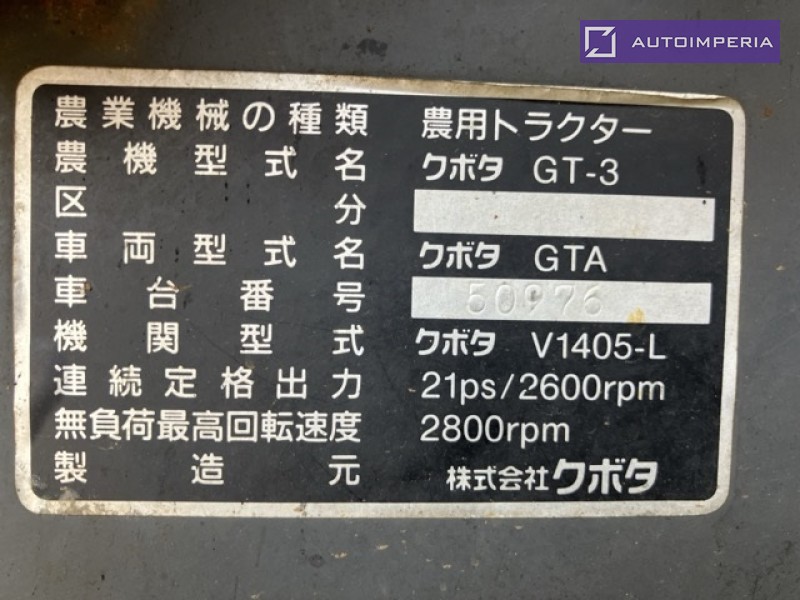 AUTOIMPERIA
農業機械の種類 農用トラクター
農機型式名 クボタ GT-3
区分
車両型式名 クボタ GTA
車台番号 50976
機関型式 クボタ V1405-L
連続定格出力 21ps/2600rpm
無負荷最高回転速度 2800rpm
製造元 株式会社クボタ